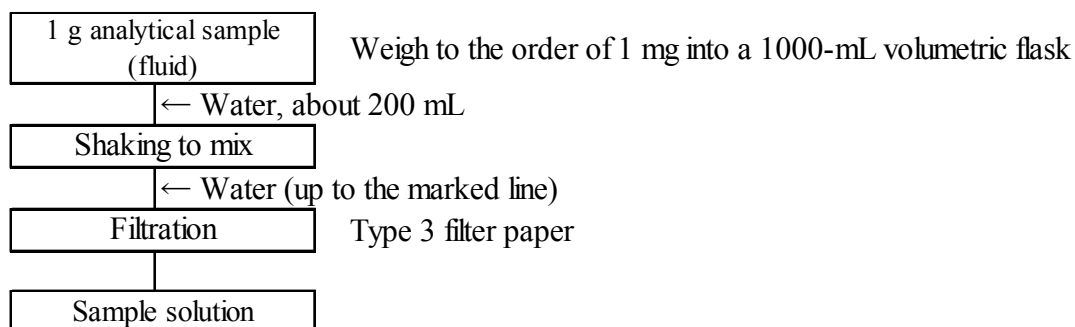 1 g analytical sample
(fluid)
Weigh to the order of 1 mg into a 1000-mL volumetric flask
← Water, about 200 mL
Shaking to mix
← Water (up to the marked line)
Filtration
Type 3 filter paper
Sample solution